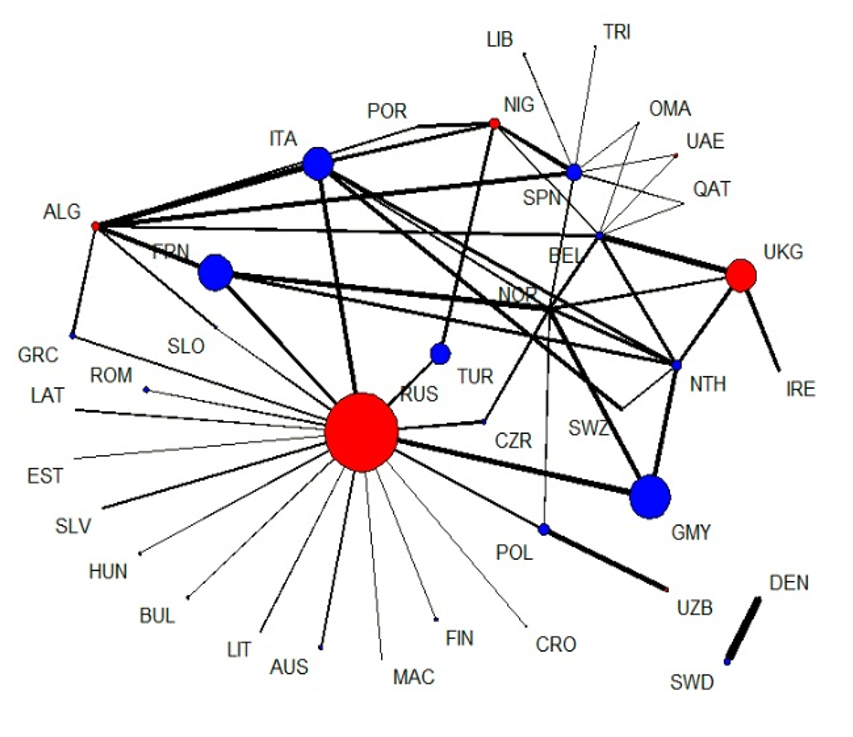 LIB
TRI
POR
NIG
OMA
ITA
UAE
SPN
QAT
ALG
FRN
BEL
UKG
NOR
GRC
SLO
ROM
TUR
NTH
IRE
LAT
RUS
SWZ
CZR
EST
SLV
GMY
POL
HUN
DEN
UZB
BUL
FIN
CRO
LIT
AUS
MAC
SWD